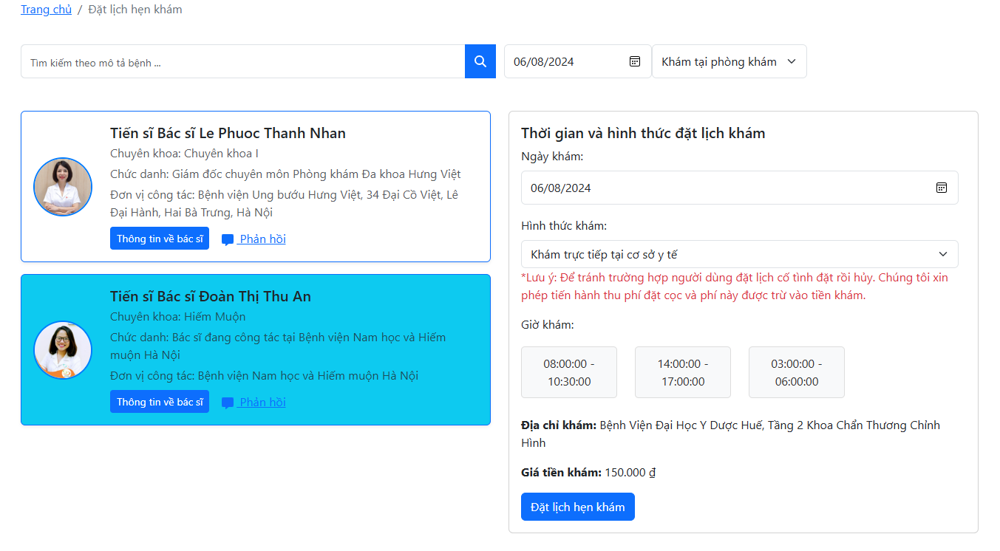 Trang chủ / Đặt lịch hẹn khám
Tìm kiếm theo mô tả bệnh ...
06/08/2024
Khám tại phòng khám
Tiến sĩ Bác sĩ Le Phuoc Thanh Nhan
Chuyên khoa: Chuyên khoa I
Chức danh: Giám đốc chuyên môn Phòng khám Đa khoa Hưng Việt
Đơn vị công tác: Bệnh viện Ung bướu Hưng Việt, 34 Đại Cồ Việt, Lê
Đại Hành, Hai Bà Trưng, Hà Nội
Thông tin về bác sĩ
Phản hồi
Tiến sĩ Bác sĩ Đoàn Thị Thu An
Chuyên khoa: Hiếm Muộn
Chức danh: Bác sĩ đang công tác tại Bệnh viện Nam học và Hiếm
muộn Hà Nội
Đơn vị công tác: Bệnh viện Nam học và Hiếm muộn Hà Nội
Thông tin về bác sĩ
Phản hồi
Thời gian và hình thức đặt lịch khám
Ngày khám:
06/08/2024
Hình thức khám:
Khám trực tiếp tại cơ sở y tế
*Lưu ý: Để tránh trường hợp người dùng đặt lịch cố tình đặt rồi hủy. Chúng tôi xin
phép tiến hành thu phí đặt cọc và phí này được trừ vào tiền khám.
Giờ khám:
08:00:00 -
10:30:00
14:00:00 -
17:00:00
03:00:00 -
06:00:00
Địa chỉ khám: Bệnh Viện Đại Học Y Dược Huế, Tầng 2 Khoa Chẩn Thương Chỉnh
Hình
Giá tiền khám: 150.000 ₫
Đặt lịch hẹn khám